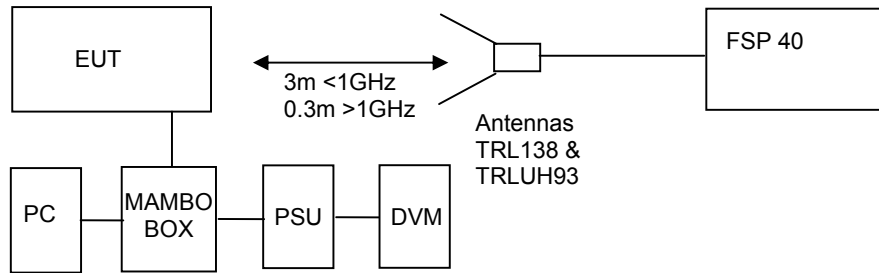 EUT
FSP 40
3m <1GHz
0.3m >1GHz
Antennas
TRL138 &
TRLUH93
PC
MAMBO
BOX
PSU
DVM